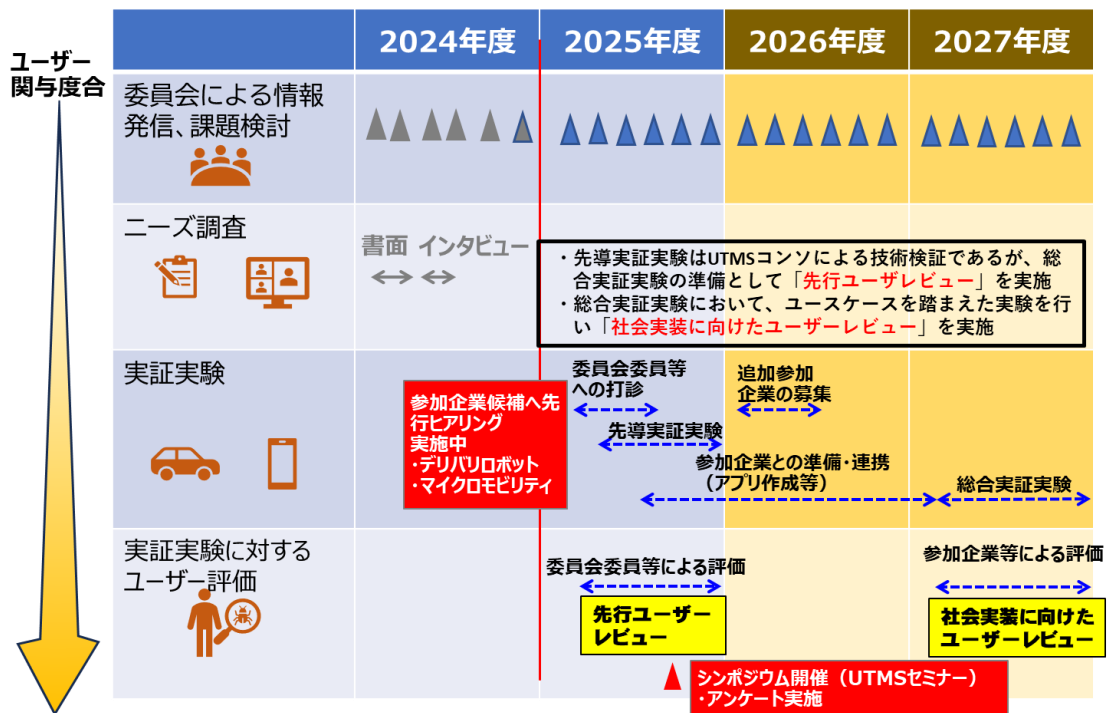 ユーザー
関与度合
2024年度
2025年度
2026年度
2027年度
委員会による情報
発信、課題検討
ニーズ調査
書面 インタビュー
・先導実証実験はUTMSコンソによる技術検証であるが、総
合実証実験の準備として「先行ユーザレビュー」を実施
・総合実証実験において、ユースケースを踏まえた実験を行
い「社会実装に向けたユーザーレビュー」を実施
実証実験
参加企業候補へ先
行ヒアリング
実施中
・デリバリロボット
・マイクロモビリティ
委員会委員等
への打診
先導実証実験
追加参加
企業の募集
参加企業との準備・連携
（アプリ作成等）
総合実証実験
実証実験に対する
ユーザー評価
委員会委員等による評価
先行ユーザー
レビュー
参加企業等による評価
社会実装に向けた
ユーザーレビュー
シンポジウム開催（UTMSセミナー）
・アンケート実施